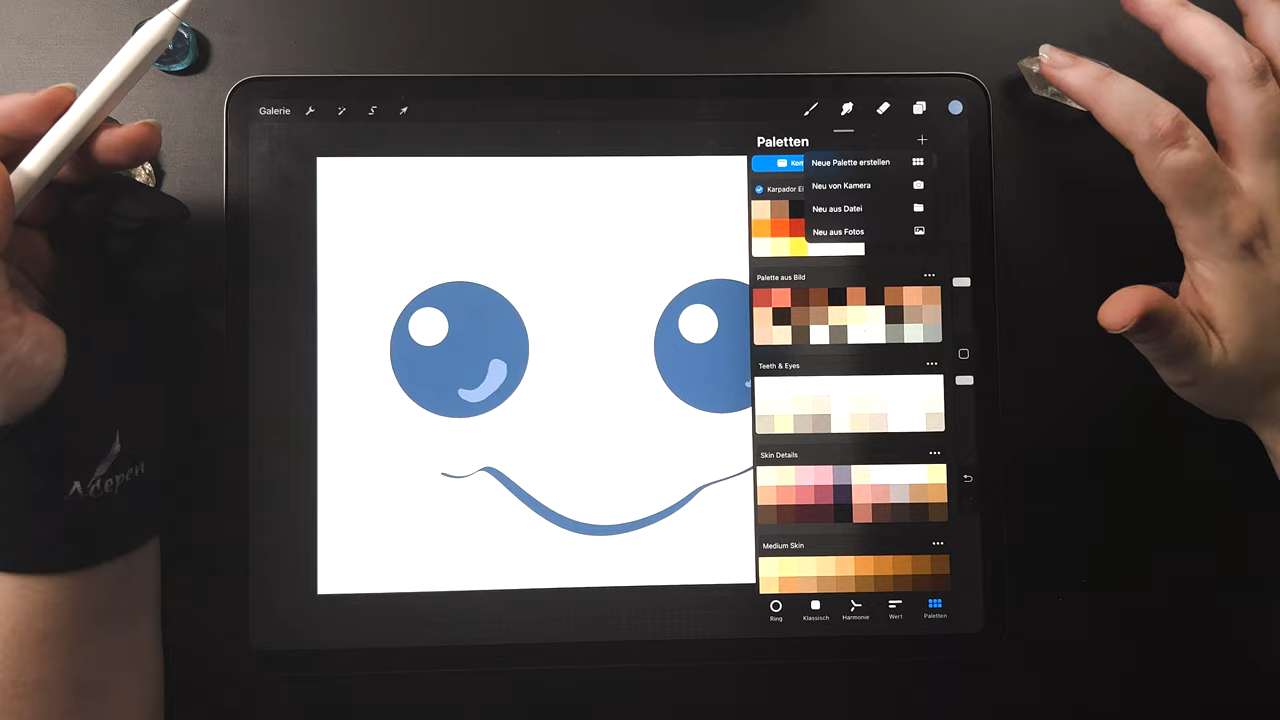 Galerie
Paletten
Neue Palette erstellen
Neu von Kamera
Karpador
Neu aus Datei
Neu aus Fotos
Palette aus Bild
Teeth & Eyes
Skin Details
Medium Skin
Ring
Klassisch
Harmonie
Wert
Paletten
Acepen